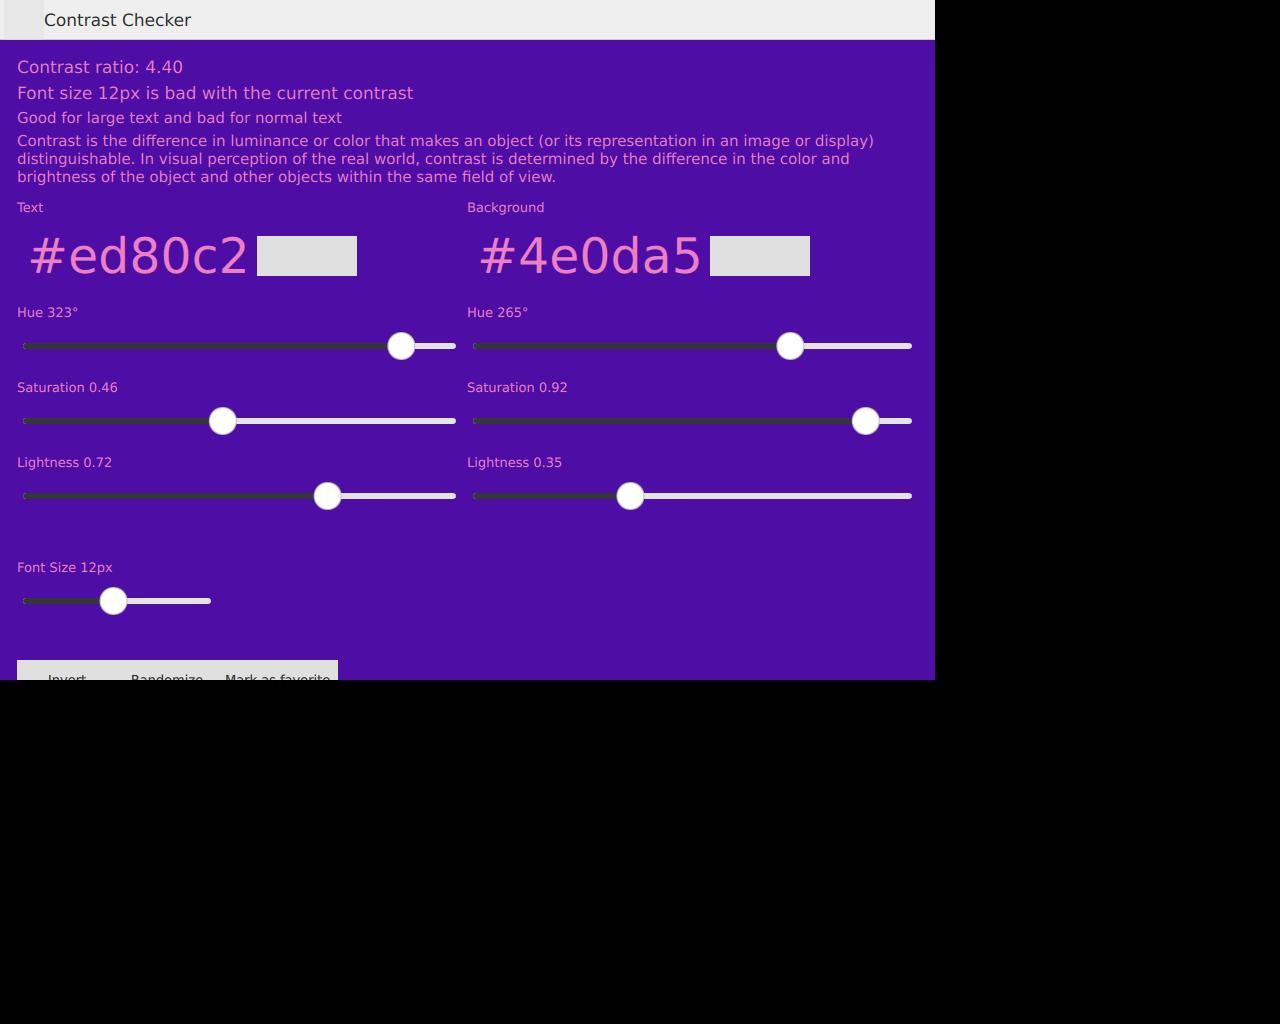 Contrast Checker
Contrast ratio: 4.40
Font size 12px is bad with the current contrast
Good for large text and bad for normal text
Contrast is the difference in luminance or color that makes an object (or its representation in an image or display)
distinguishable. In visual perception of the real world, contrast is determined by the difference in the color and
brightness of the object and other objects within the same field of view.
Text
Background
#ed80c2
#4e0da5
Hue 323°
Hue 265°
Saturation 0.46
Saturation 0.92
Lightness 0.72
Lightness 0.35
Font Size 12px
Invert Randomize Mark as favorite